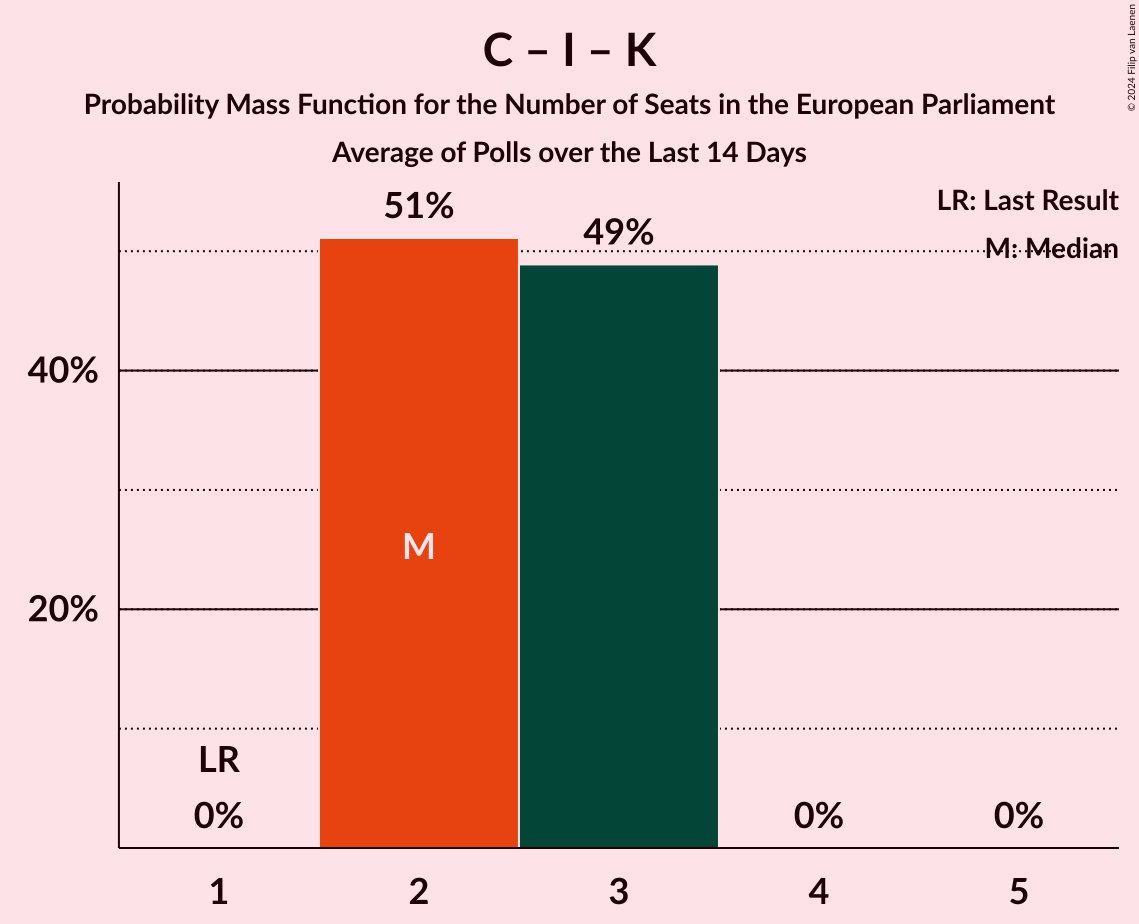 C – I – K
Probability Mass Function for the Number of Seats in the European Parliament
Average of Polls over the Last 14 Days
© 2024 Filip van Laenen
LR: Last Result
M: Median
51%
49%
40%
20%
M
LR
0%
0%
0%
1
2
3
4
5